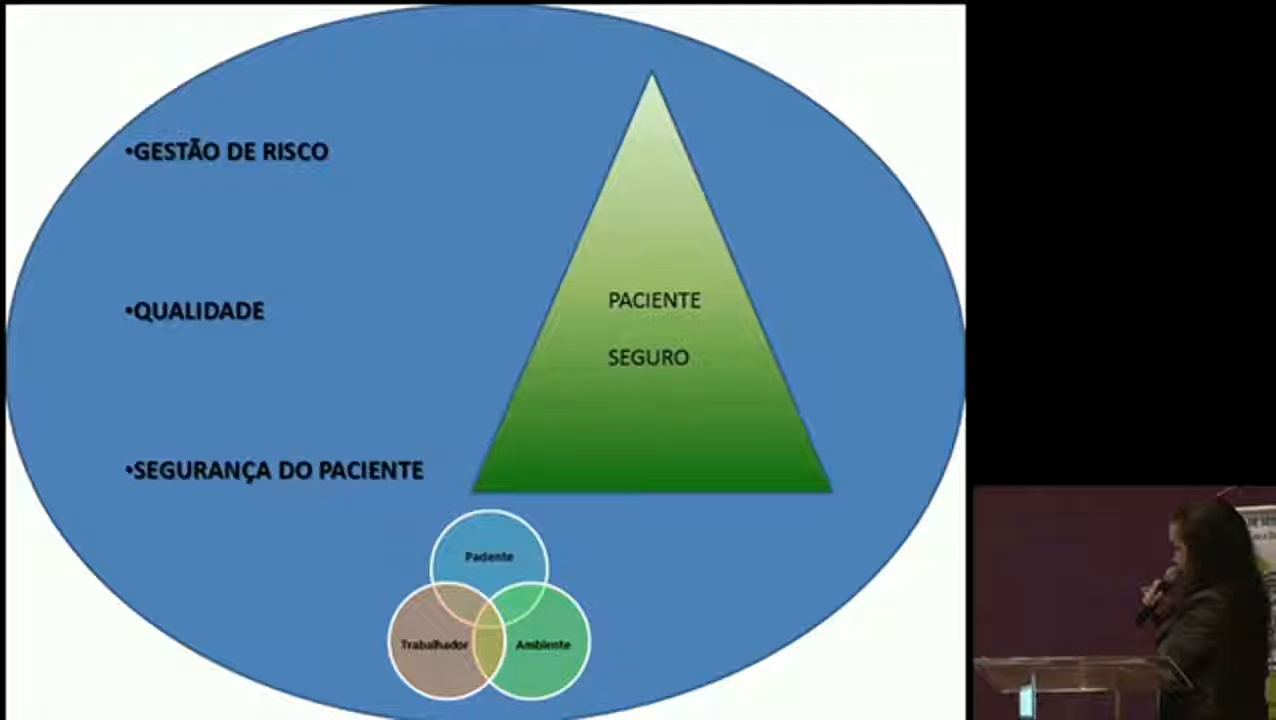 •GESTÃO DE RISCO
•QUALIDADE
•SEGURANÇA DO PACIENTE
PACIENTE
SEGURO
Paciente
Trabalhador
Ambiente